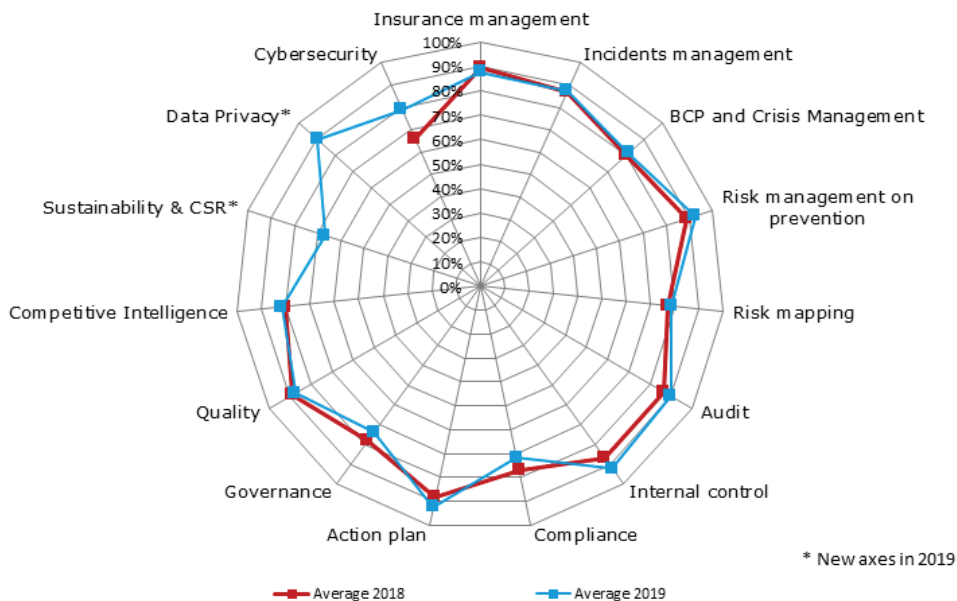 Insurance management
Cybersecurity
Incidents management
Data Privacy*
BCP and Crisis Management
Sustainability & CSR*
Risk management on
prevention
Competitive Intelligence
Risk mapping
Quality
Audit
Governance
Internal control
Action plan
Compliance
100%
90%
80%
70%
60%
50%
40%
30%
20%
10%
0%
* New axes in 2019
Average 2018
Average 2019